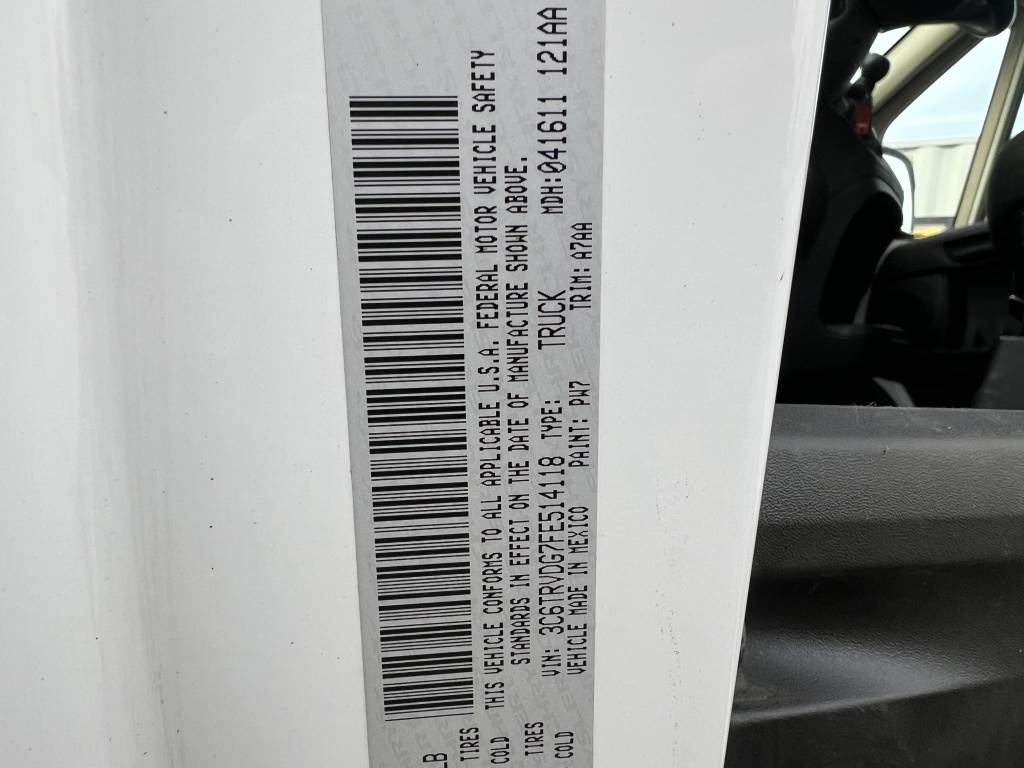 LB
TIRES
COLD
THIS VEHICLE CONFORMS TO ALL APPLICABLE U.S.A. FEDERAL MOTOR VEHICLE SAFETY
STANDARDS IN EFFECT ON THE DATE OF MANUFACTURE SHOWN ABOVE.
TIRES
COLD
VIN: 3C6TRVDG7FE514118 TYPE: TRUCK MDH:041611 121AA
VEHICLE MADE IN MEXICO PAINT: PW7 TRIM: A7AA